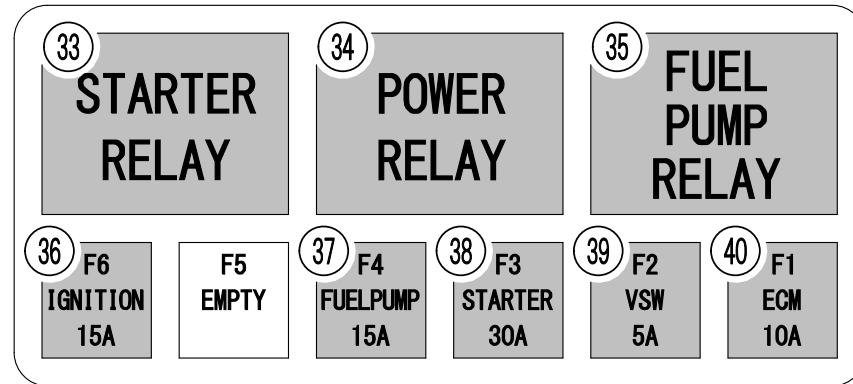 33
STARTER
RELAY
34
POWER
RELAY
35
FUEL
PUMP
RELAY
36
F6
IGNITION
15A
F5
EMPTY
37
F4
FUELPUMP
15A
38
F3
STARTER
30A
39
F2
VSW
5A
40
F1
ECM
10A